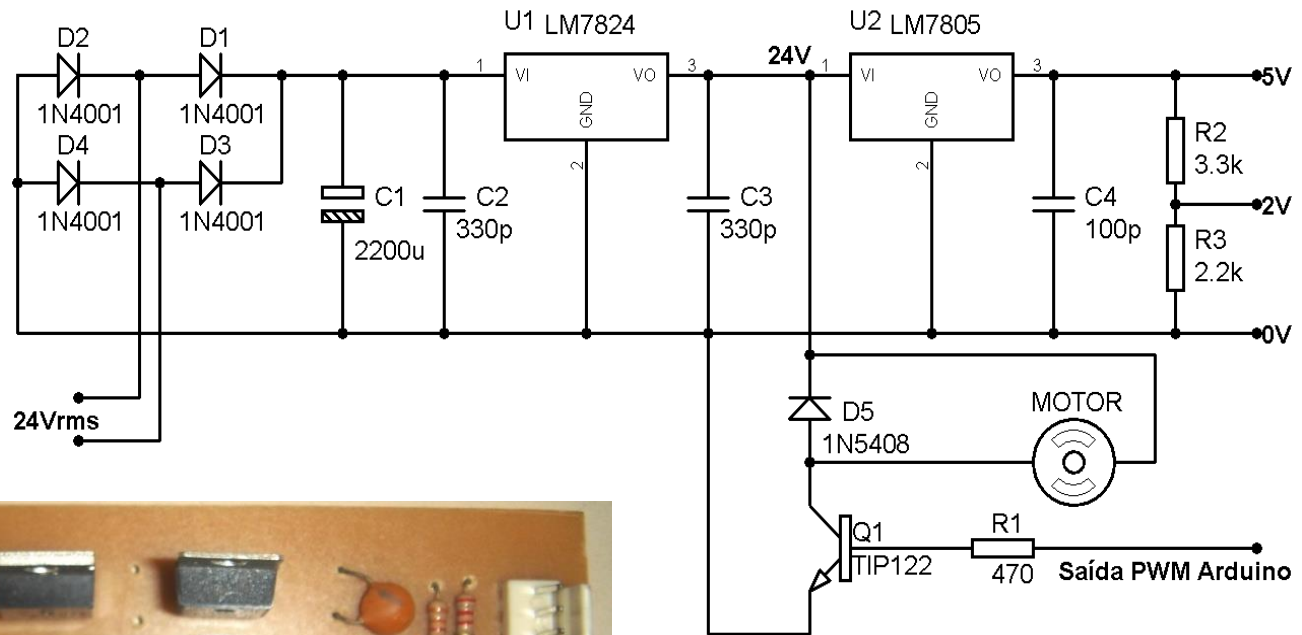 U1 LM7824
U2 LM7805
D2
1N4001
D1
1N4001
D4
1N4001
D3
1N4001
1
VI
VO
3
GND
2
24V
1
VI
VO
3
GND
2
C1
2200u
C2
330p
C3
330p
C4
100p
R2
3.3k
R3
2.2k
5V
2V
0V
24Vrms
D5
1N5408
MOTOR
Q1
TIP122
R1
470
Saída PWM Arduino